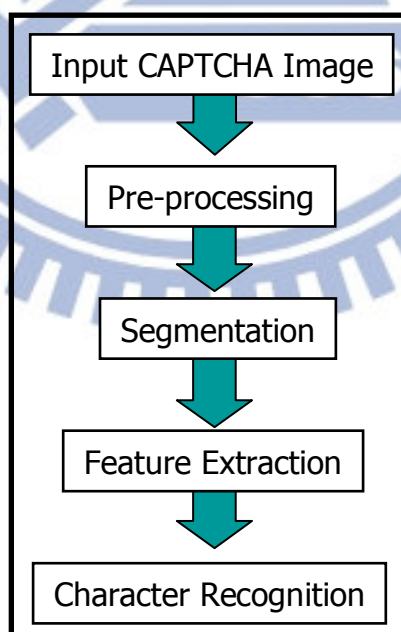 Input CAPTCHA Image
Pre-processing
Segmentation
Feature Extraction
Character Recognition